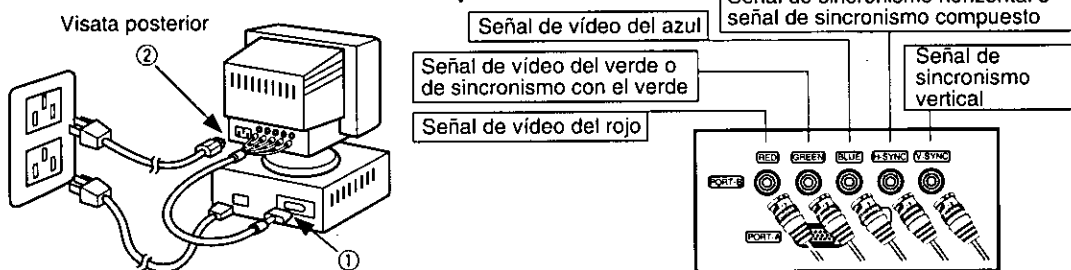 Visata posterior
②
①
señal de sincronismo compuesto
Señal de vídeo del azul
Señal de vídeo del verde o
de sincronismo con el verde
Señal de
sincronismo
vertical
Señal de vídeo del rojo
RED GREEN BLUE H-SYNC V-SYNC
PORT-B
PORT-A